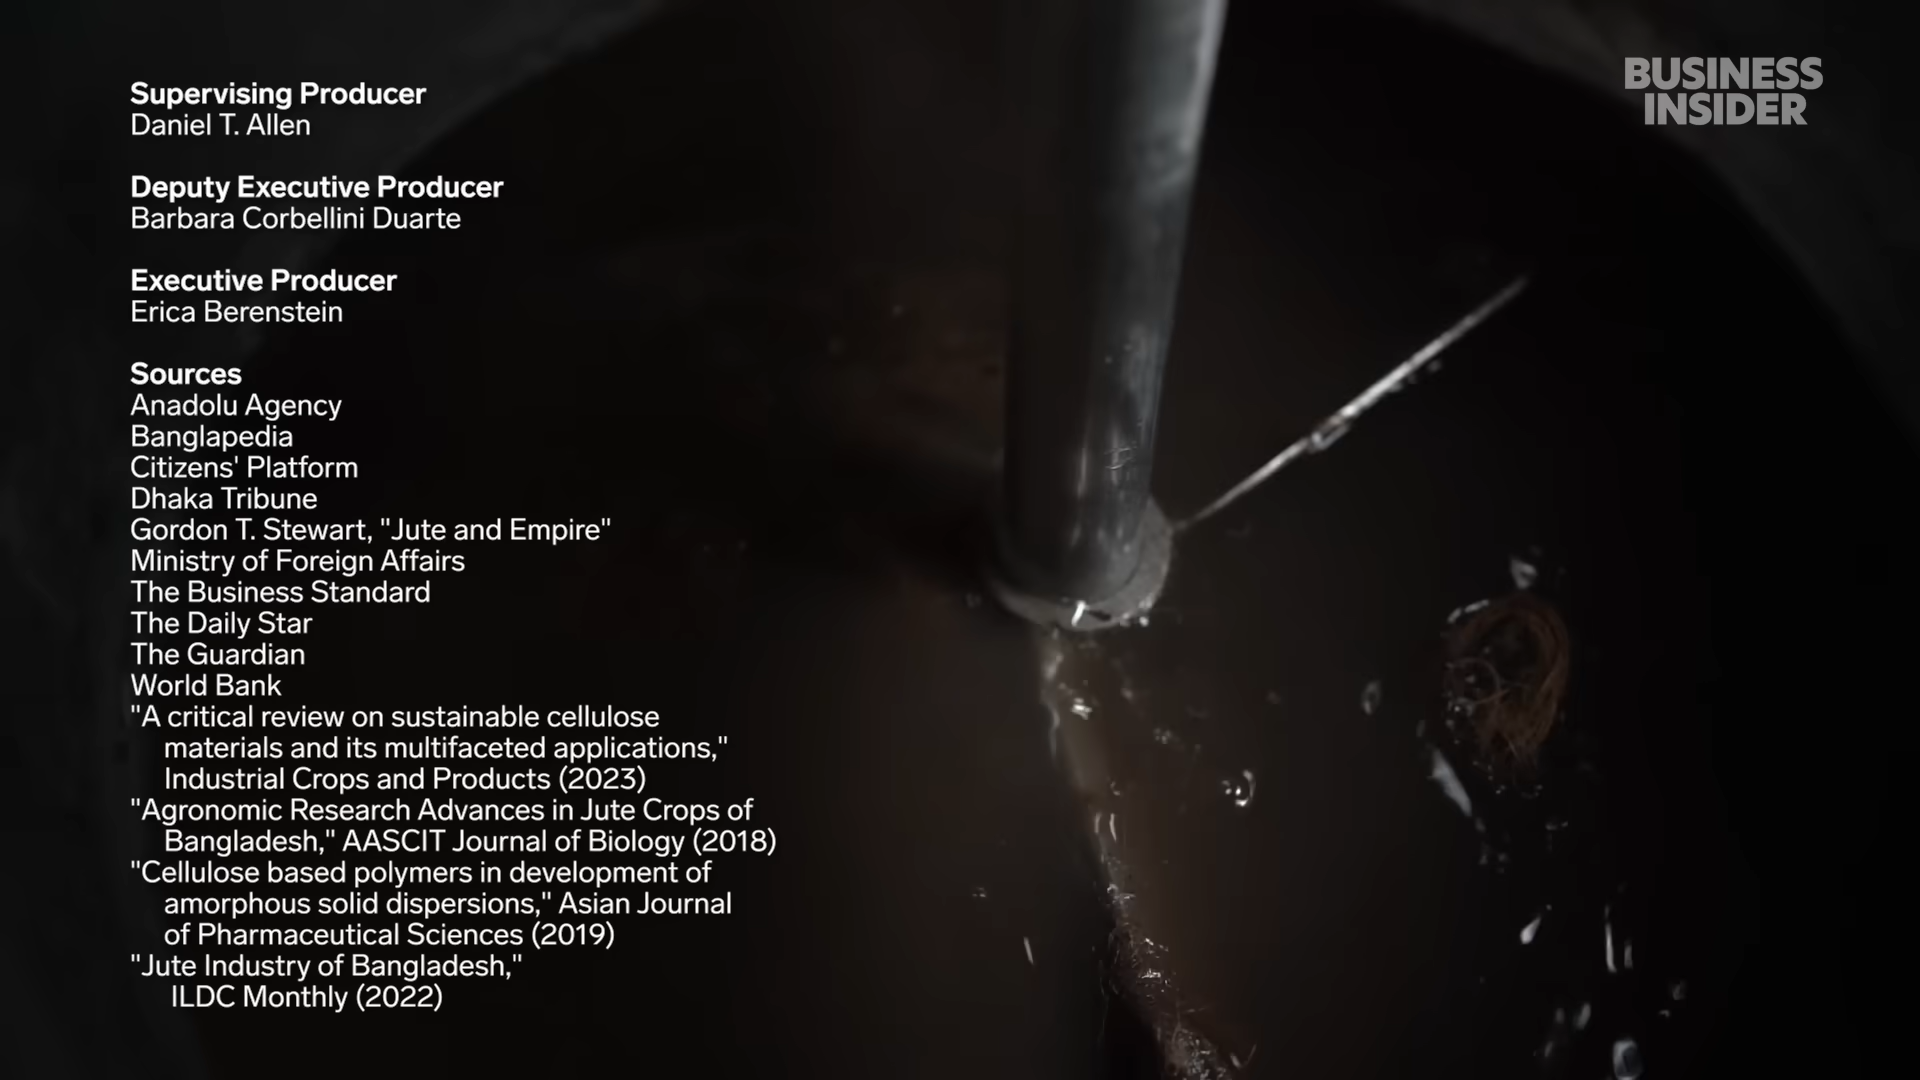 BUSINESS
INSIDER
Supervising Producer
Daniel T. Allen
Deputy Executive Producer
Barbara Corbellini Duarte
Executive Producer
Erica Berenstein
Sources
Anadolu Agency
Banglapedia
Citizens' Platform
Dhaka Tribune
Gordon T. Stewart, "Jute and Empire"
Ministry of Foreign Affairs
The Business Standard
The Daily Star
The Guardian
World Bank
"A critical review on sustainable cellulose
materials and its multifaceted applications,"
Industrial Crops and Products (2023)
"Agronomic Research Advances in Jute Crops of
Bangladesh," AASCIT Journal of Biology (2018)
"Cellulose based polymers in development of
amorphous solid dispersions," Asian Journal
of Pharmaceutical Sciences (2019)
"Jute Industry of Bangladesh,"
ILDC Monthly (2022)